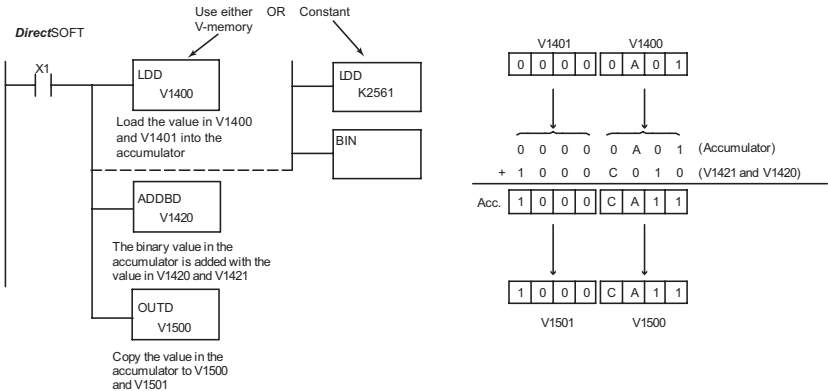 Use either OR Constant
V-memory
DirectSOFT
X1
LDD
V1400
Load the value in V1400
and V1401 into the
accumulator
LDD
K2561
BIN
ADDBD
V1420
The binary value in the
accumulator is added with the
value in V1420 and V1421
OUTD
V1500
Copy the value in the
accumulator to V1500
and V1501
V1401 V1400
0 0 0 0 0 A 0 1
0 0 0 0 0 A 0 1 (Accumulator)
+ 1 0 0 0 C 0 1 0 (V1421 and V1420)
Acc. 1 0 0 0 C A 1 1
1 0 0 0 C A 1 1
V1501 V1500